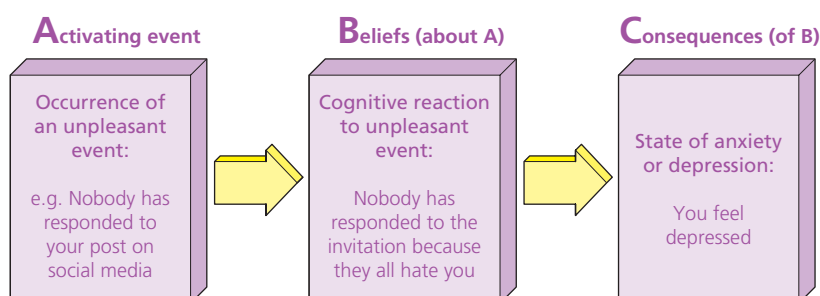 Activating event
Beliefs (about A)
Consequences (of B)
Occurrence of
an unpleasant
event:
e.g. Nobody has
responded to
your post on
social media
Cognitive reaction
to unpleasant
event:
Nobody has
responded to the
invitation because
they all hate you
State of anxiety
or depression:
You feel
depressed